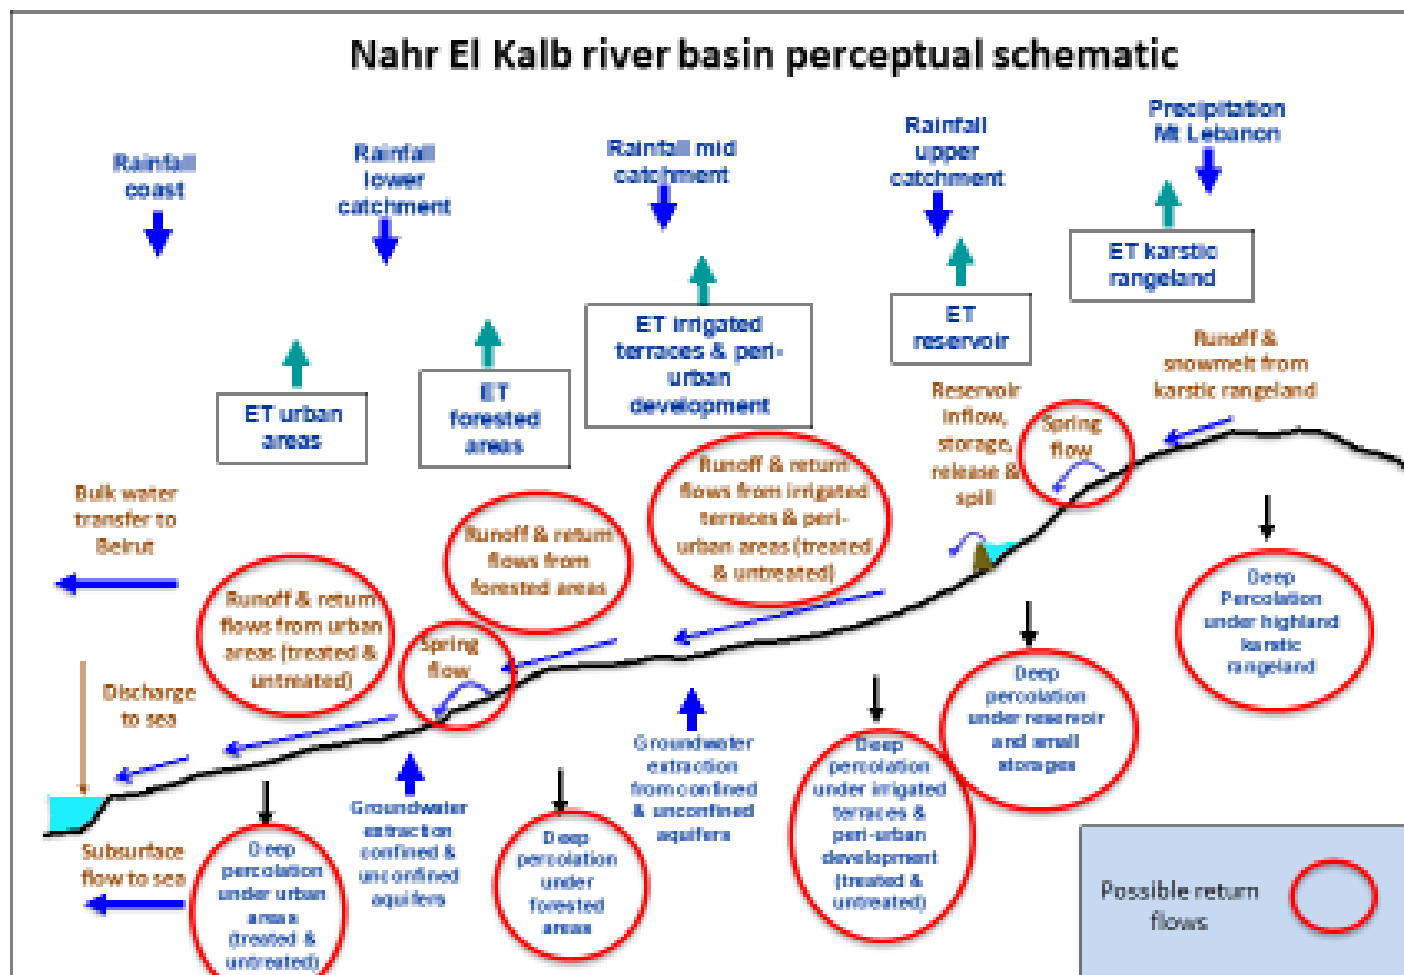 Nahr El Kalb river basin perceptual schematic
Rainfall
coast
Rainfall
lower
catchment
Rainfall mid
catchment
Rainfall
upper
catchment
Precipitation
Mt Lebanon
ET urban
areas
ET
forested
areas
ET irrigated
terraces & peri-
urban
development
ET
reservoir
ET karstic
rangeland
Runoff &
snowmelt from
karstic rangeland
Reservoir
inflow,
storage,
release &
spill
Spring
flow
Runoff & return
flows from irrigated
terraces & peri-
urban areas (treated
& untreated)
Runoff & return
flows from
forested areas
Bulk water
transfer to
Beirut
Runoff & return
flows from urban
areas (treated &
untreated)
Spring
flow
Discharge
to sea
Subsurface
flow to sea
Deep
percolation
under urban
areas
(treated &
untreated)
Groundwater
extraction
confined &
unconfined
aquifers
Deep
percolation
under
forested
areas
Groundwater
extraction
from confined
& unconfined
aquifers
Deep
percolation
under irrigated
terraces &
peri-urban
development
(treated &
untreated)
Deep
percolation
under reservoir
and small
storages
Deep
Percolation
under highland
karstic
rangeland
Possible return
flows